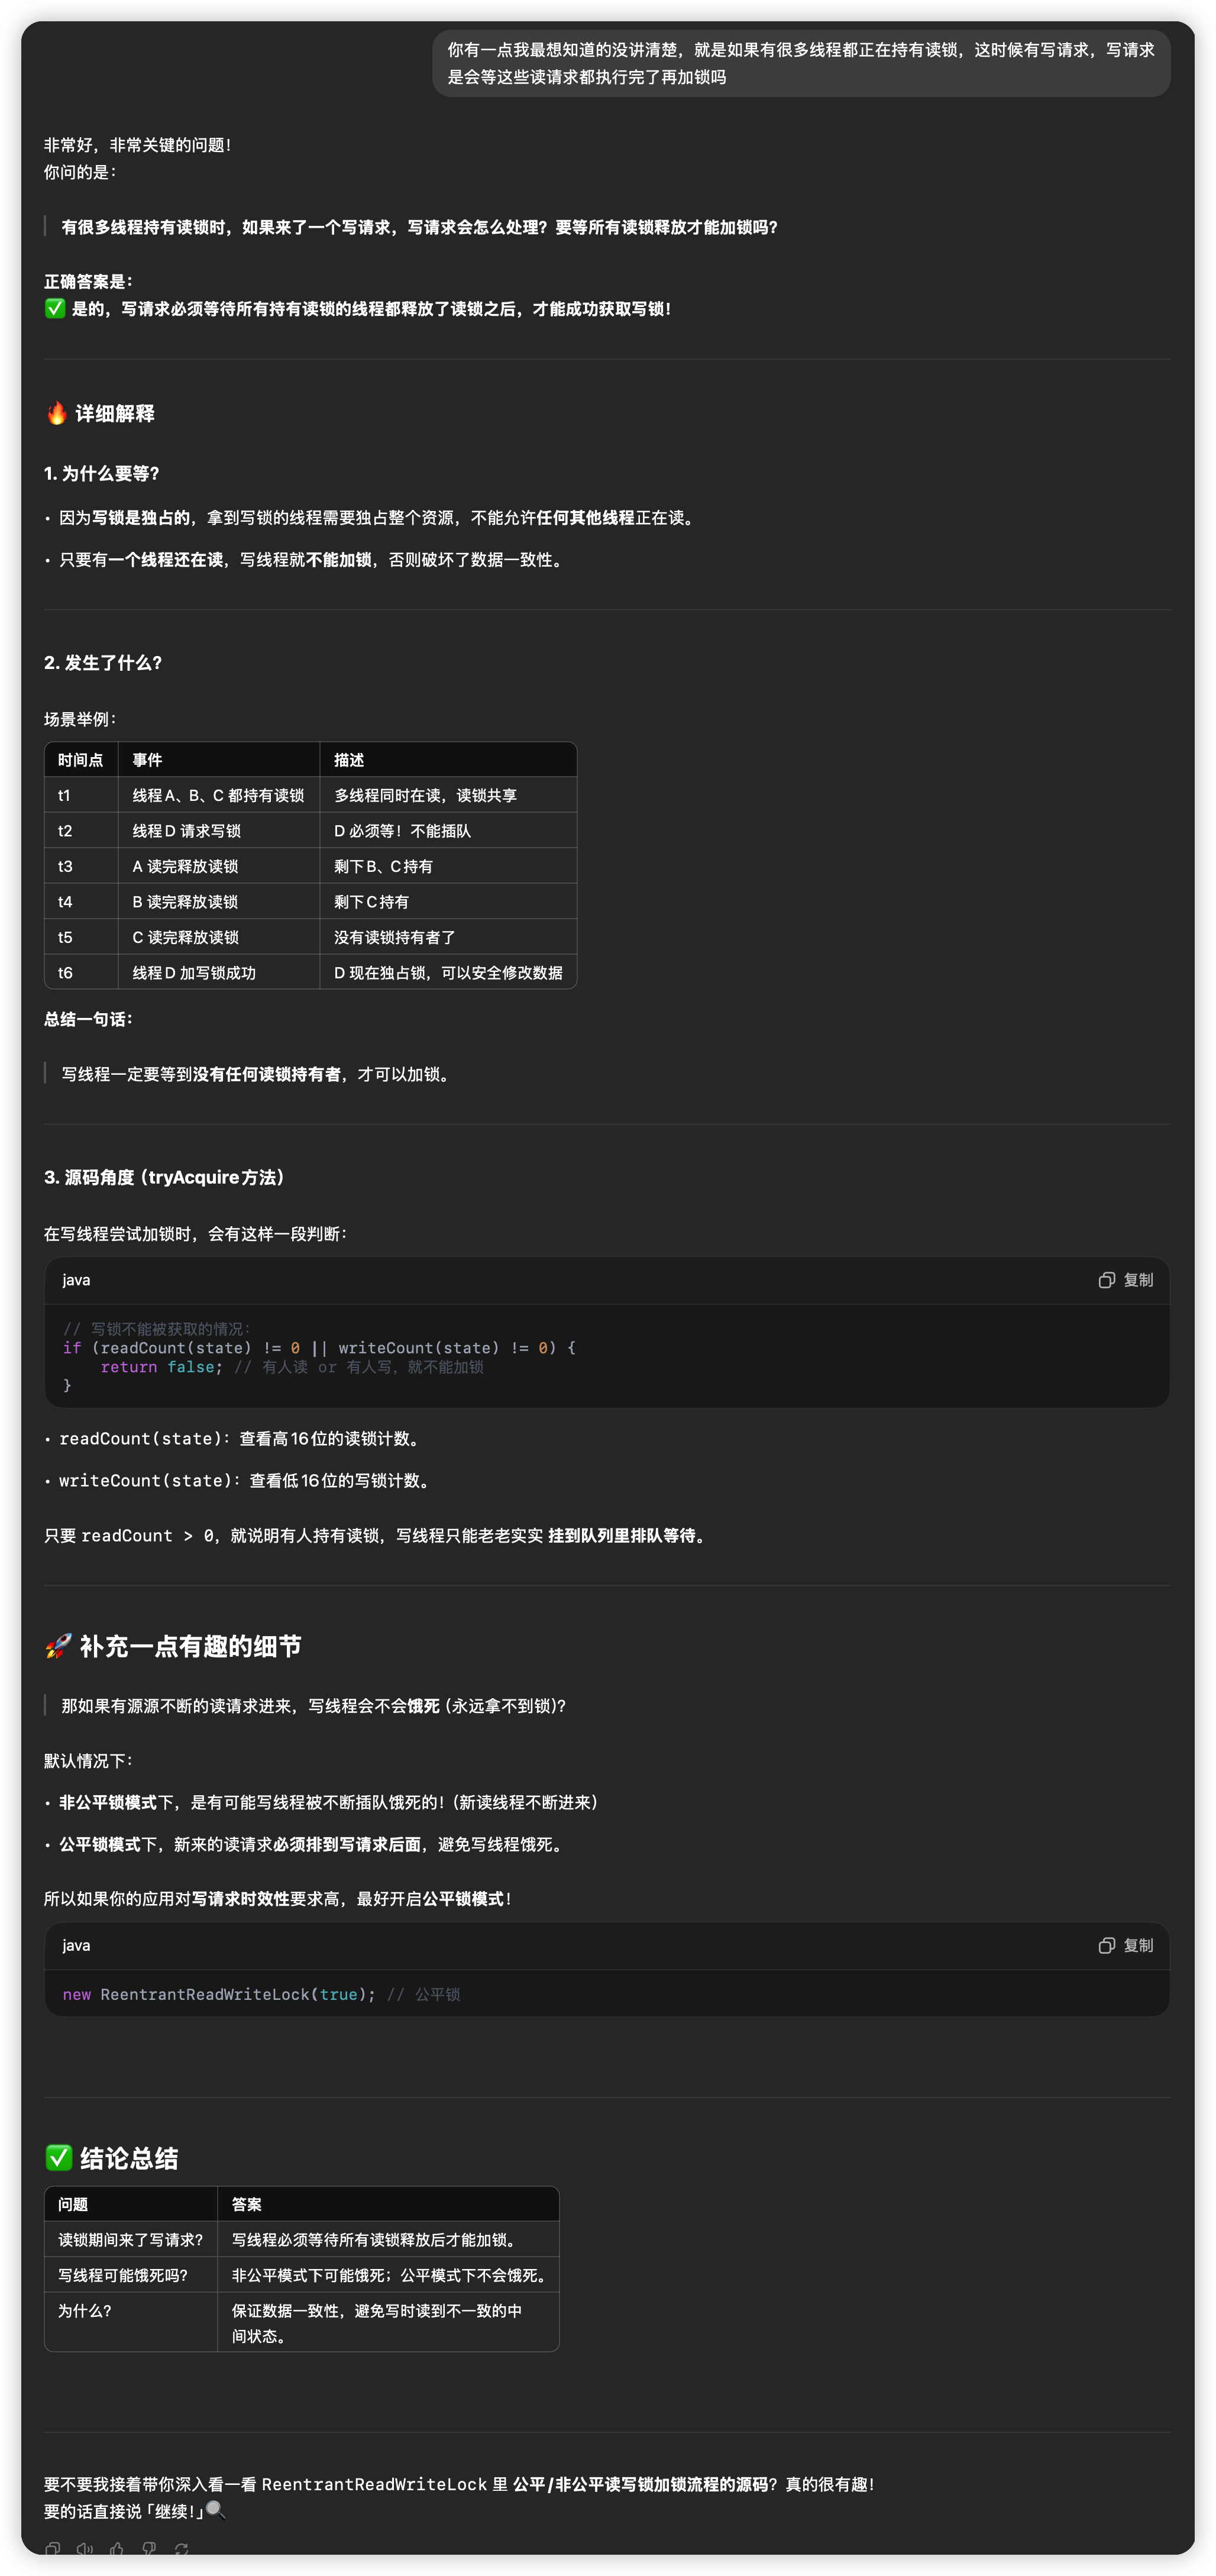 你有一点我最想知道的没讲清楚，就是如果有很多线程都正在持有读锁，这时候有写请求，写请求
是会等这些读请求都执行完了再加锁吗
非常好，非常关键的问题！
你问的是：
有很多线程持有读锁时，如果来了一个写请求，写请求会怎么处理？要等所有读锁释放才能加锁吗？
正确答案是：
✅ 是的，写请求必须等待所有持有读锁的线程都释放了读锁之后，才能成功获取写锁！
🔥 详细解释
1. 为什么要等？
• 因为写锁是独占的，拿到写锁的线程需要独占整个资源，不能允许任何其他线程正在读。
• 只要有一个线程还在读，写线程就不能加锁，否则破坏了数据一致性。
2. 发生了什么？
场景举例：
时间点 事件 描述
t1 线程 A、B、C 都持有读锁 多线程同时在读，读锁共享
t2 线程 D 请求写锁 D 必须等！不能插队
t3 A 读完释放读锁 剩下 B、C 持有
t4 B 读完释放读锁 剩下 C 持有
t5 C 读完释放读锁 没有读锁持有者了
t6 线程 D 加写锁成功 D 现在独占锁，可以安全修改数据
总结一句话：
写线程一定要等到没有任何读锁持有者，才可以加锁。
3. 源码角度（tryAcquire方法）
在写线程尝试加锁时，会有这样一段判断：
java 复制
// 写锁不能被获取的情况：
if (readCount(state) != 0 || writeCount(state) != 0) {
return false; // 有人读 or 有人写，就不能加锁
}
• readCount(state)：查看高16位的读锁计数。
• writeCount(state)：查看低16位的写锁计数。
只要 readCount > 0，就说明有人持有读锁，写线程只能老老实实 挂到队列里排队等待。
🚀 补充一点有趣的细节
那如果有源源不断的读请求进来，写线程会不会饿死（永远拿不到锁）？
默认情况下：
• 非公平锁模式下，是有可能写线程被不断插队饿死的！（新读线程不断进来）
• 公平锁模式下，新来的读请求必须排到写请求后面，避免写线程饿死。
所以如果你的应用对写请求时效性要求高，最好开启公平锁模式！
java 复制
new ReentrantReadWriteLock(true); // 公平锁
✅ 结论总结
问题 答案
读锁期间来了写请求？ 写线程必须等待所有读锁释放后才能加锁。
写线程可能饿死吗？ 非公平模式下可能饿死；公平模式下不会饿死。
为什么？ 保证数据一致性，避免写时读到不一致的中
间状态。
要不要我接着带你深入看一看 ReentrantReadWriteLock 里 公平/非公平读写锁加锁流程的源码？真的很有趣！
要的话直接说「继续！」🔍